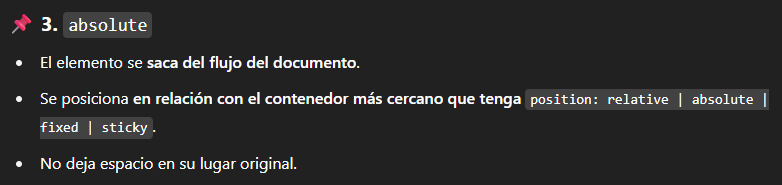 📌 3. absolute
• El elemento se saca del flujo del documento.
• Se posiciona en relación con el contenedor más cercano que tenga position: relative | absolute |
fixed | sticky.
• No deja espacio en su lugar original.